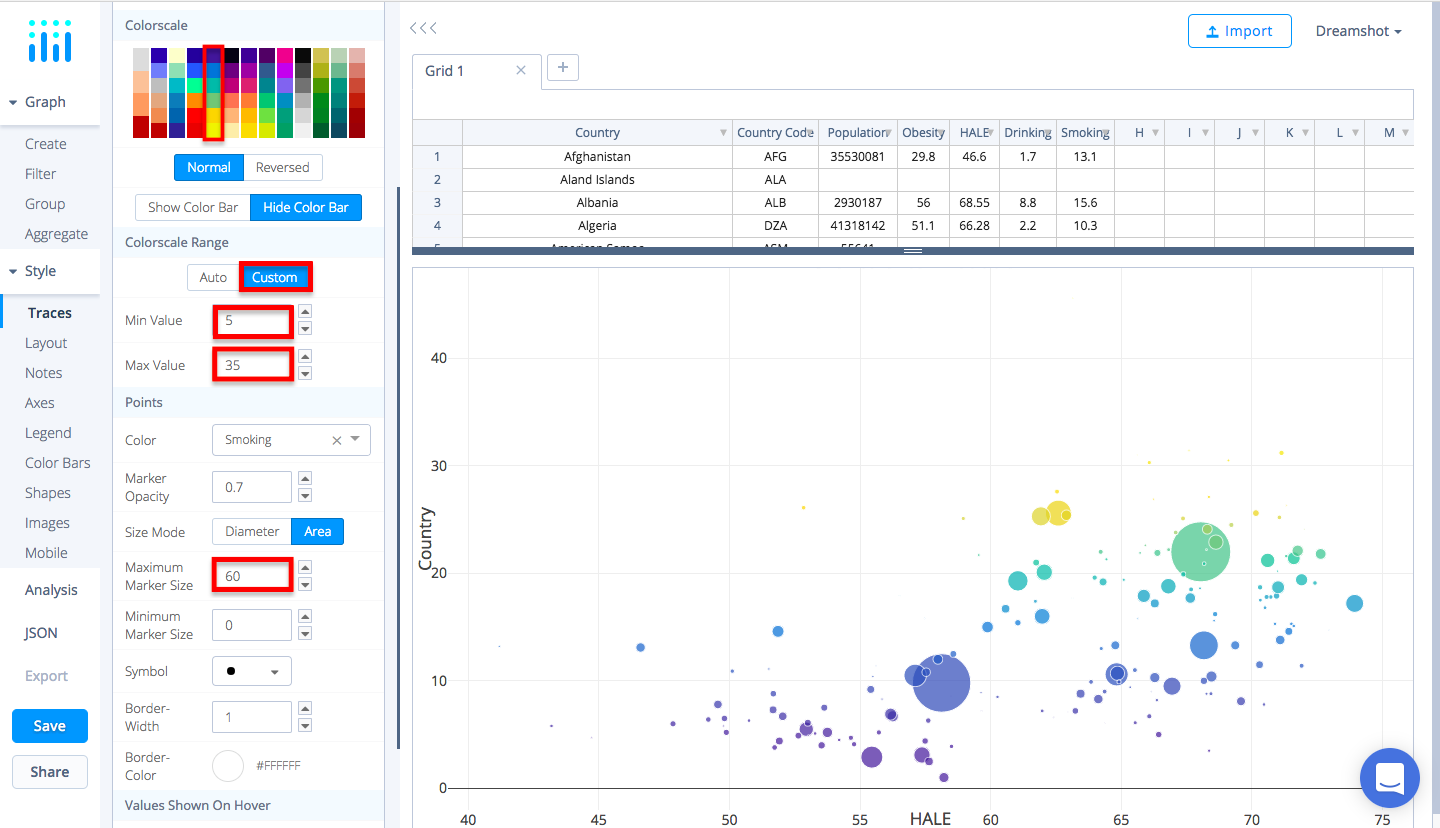 Graph
Create
Filter
Group
Aggregate
Style
Traces
Layout
Notes
Axes
Legend
Color Bars
Shapes
Images
Mobile
Analysis
JSON
Export
Save
Share
Colorscale
Normal Reversed
Show Color Bar Hide Color Bar
Colorscale Range
Auto Custom
Min Value 5
Max Value 35
Points
Color Smoking
Marker
Opacity 0.7
Size Mode Diameter Area
Maximum
Marker Size 60
Minimum
Marker Size 0
Symbol
Border-
Width 1
Border-
Color #FFFFFF
Values Shown On Hover
Import Dreamshot
Grid 1
Country Country Code Population Obesity HALE Drinking Smoking H I J K L M
1 Afghanistan AFG 35530081 29.8 46.6 1.7 13.1
2 Aland Islands ALA
3 Albania ALB 2930187 56 68.55 8.8 15.6
4 Algeria DZA 41318142 51.1 66.28 2.2 10.3
5 American Samoa ASM 55641
Country
40
30
20
10
0
40 45 50 55 60 65 70 75
HALE